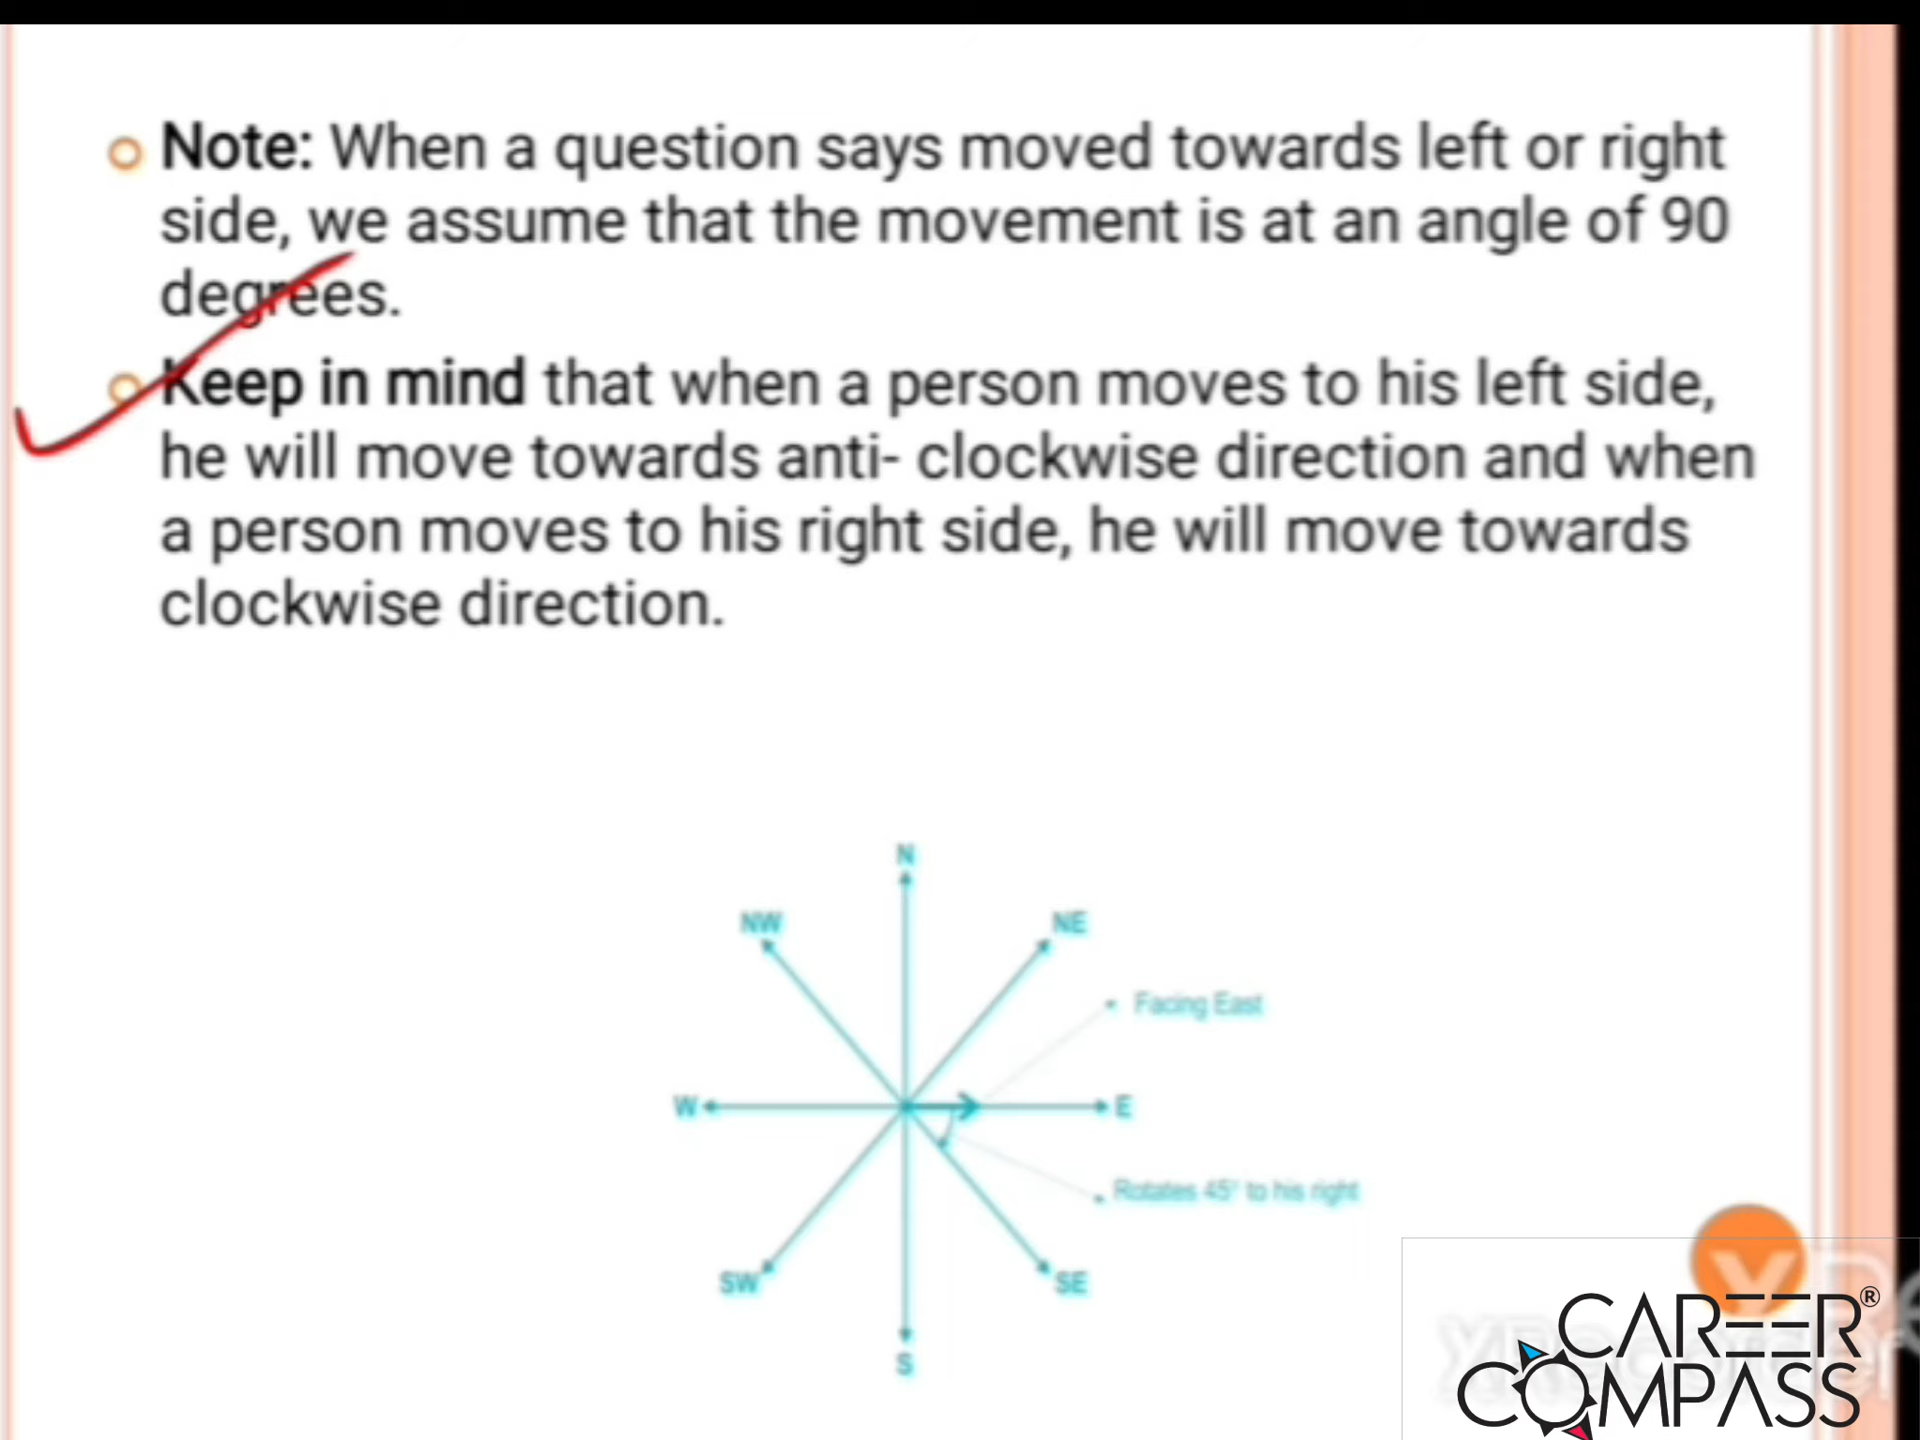 Note: When a question says moved towards left or right
side, we assume that the movement is at an angle of 90
degrees.
Keep in mind that when a person moves to his left side,
he will move towards anti- clockwise direction and when
a person moves to his right side, he will move towards
clockwise direction.
N
NW
NE
Facing East
W
E
Rotates 45° to his right
SW
SE
S
CAREER®
COMPASS